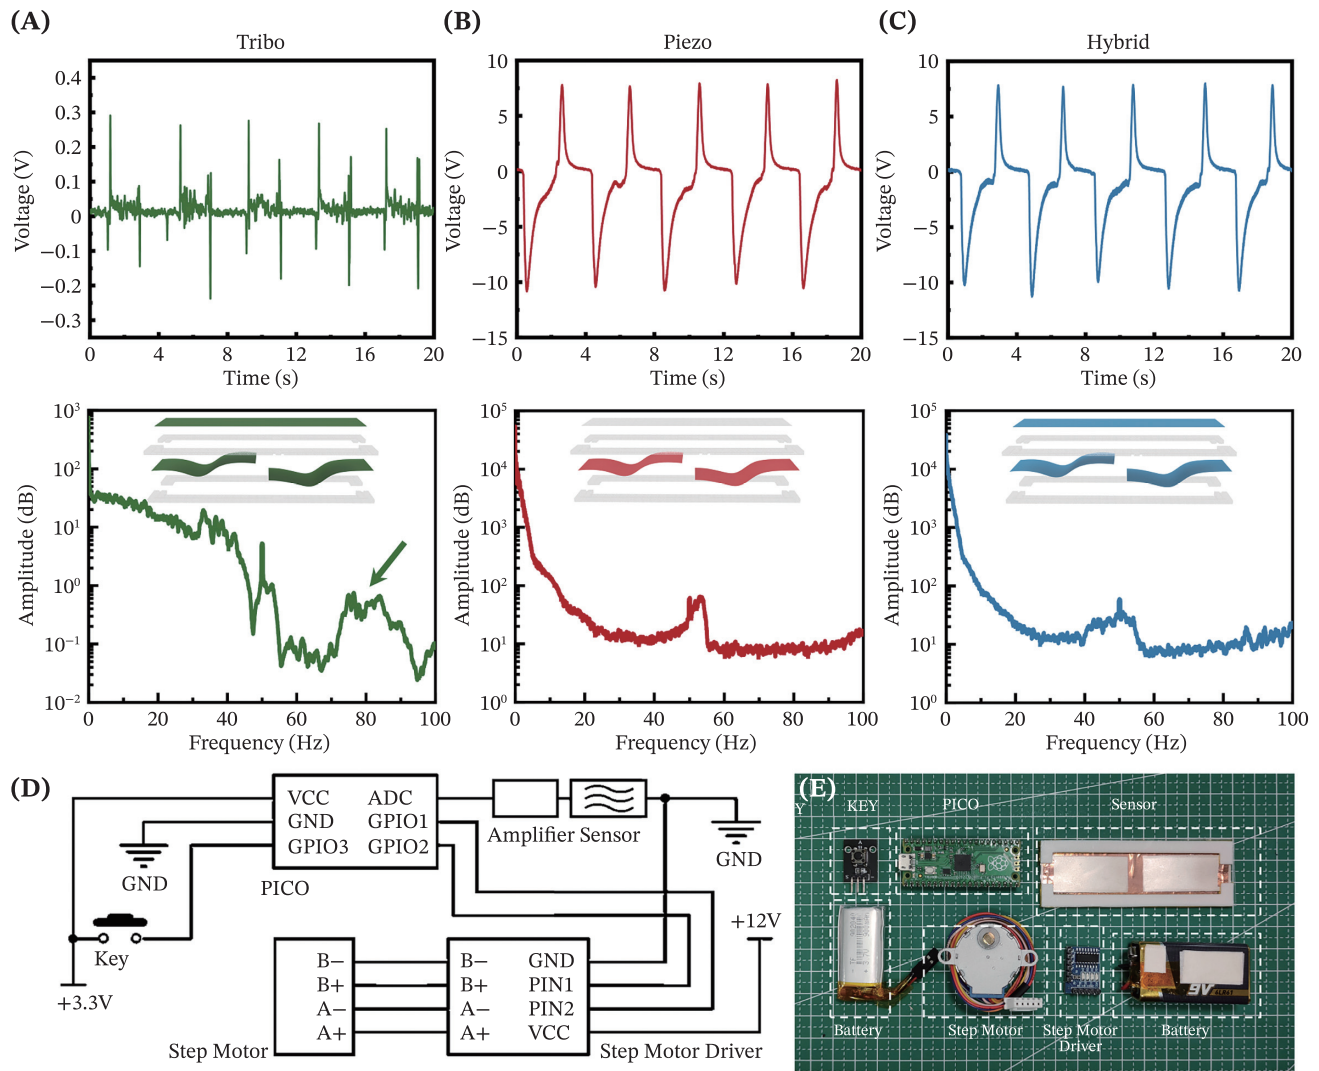 (A)
Tribo
0.4
0.3
0.2
0.1
0
−0.1
−0.2
−0.3
Voltage (V)
0 4 8 12 16 20
Time (s)
(B)
Piezo
10
5
0
−5
−10
−15
Voltage (V)
0 4 8 12 16 20
Time (s)
(C)
Hybrid
10
5
0
−5
−10
−15
Voltage (V)
0 4 8 12 16 20
Time (s)
10³
10²
10¹
10⁰
10⁻¹
10⁻²
Amplitude (dB)
0 20 40 60 80 100
Frequency (Hz)
10⁵
10⁴
10³
10²
10¹
10⁰
Amplitude (dB)
0 20 40 60 80 100
Frequency (Hz)
10⁵
10⁴
10³
10²
10¹
10⁰
Amplitude (dB)
0 20 40 60 80 100
Frequency (Hz)
(D)
VCC ADC
GND GPIO1
GPIO3 GPIO2
PICO
Amplifier Sensor
GND
GND
Key
+3.3V
+12V
B−
B+
A−
A+
Step Motor
B− GND
B+ PIN1
A− PIN2
A+ VCC
Step Motor Driver
(E)
Y
KEY
PICO
Sensor
9V
Battery
Step Motor
Step Motor
Driver
Battery